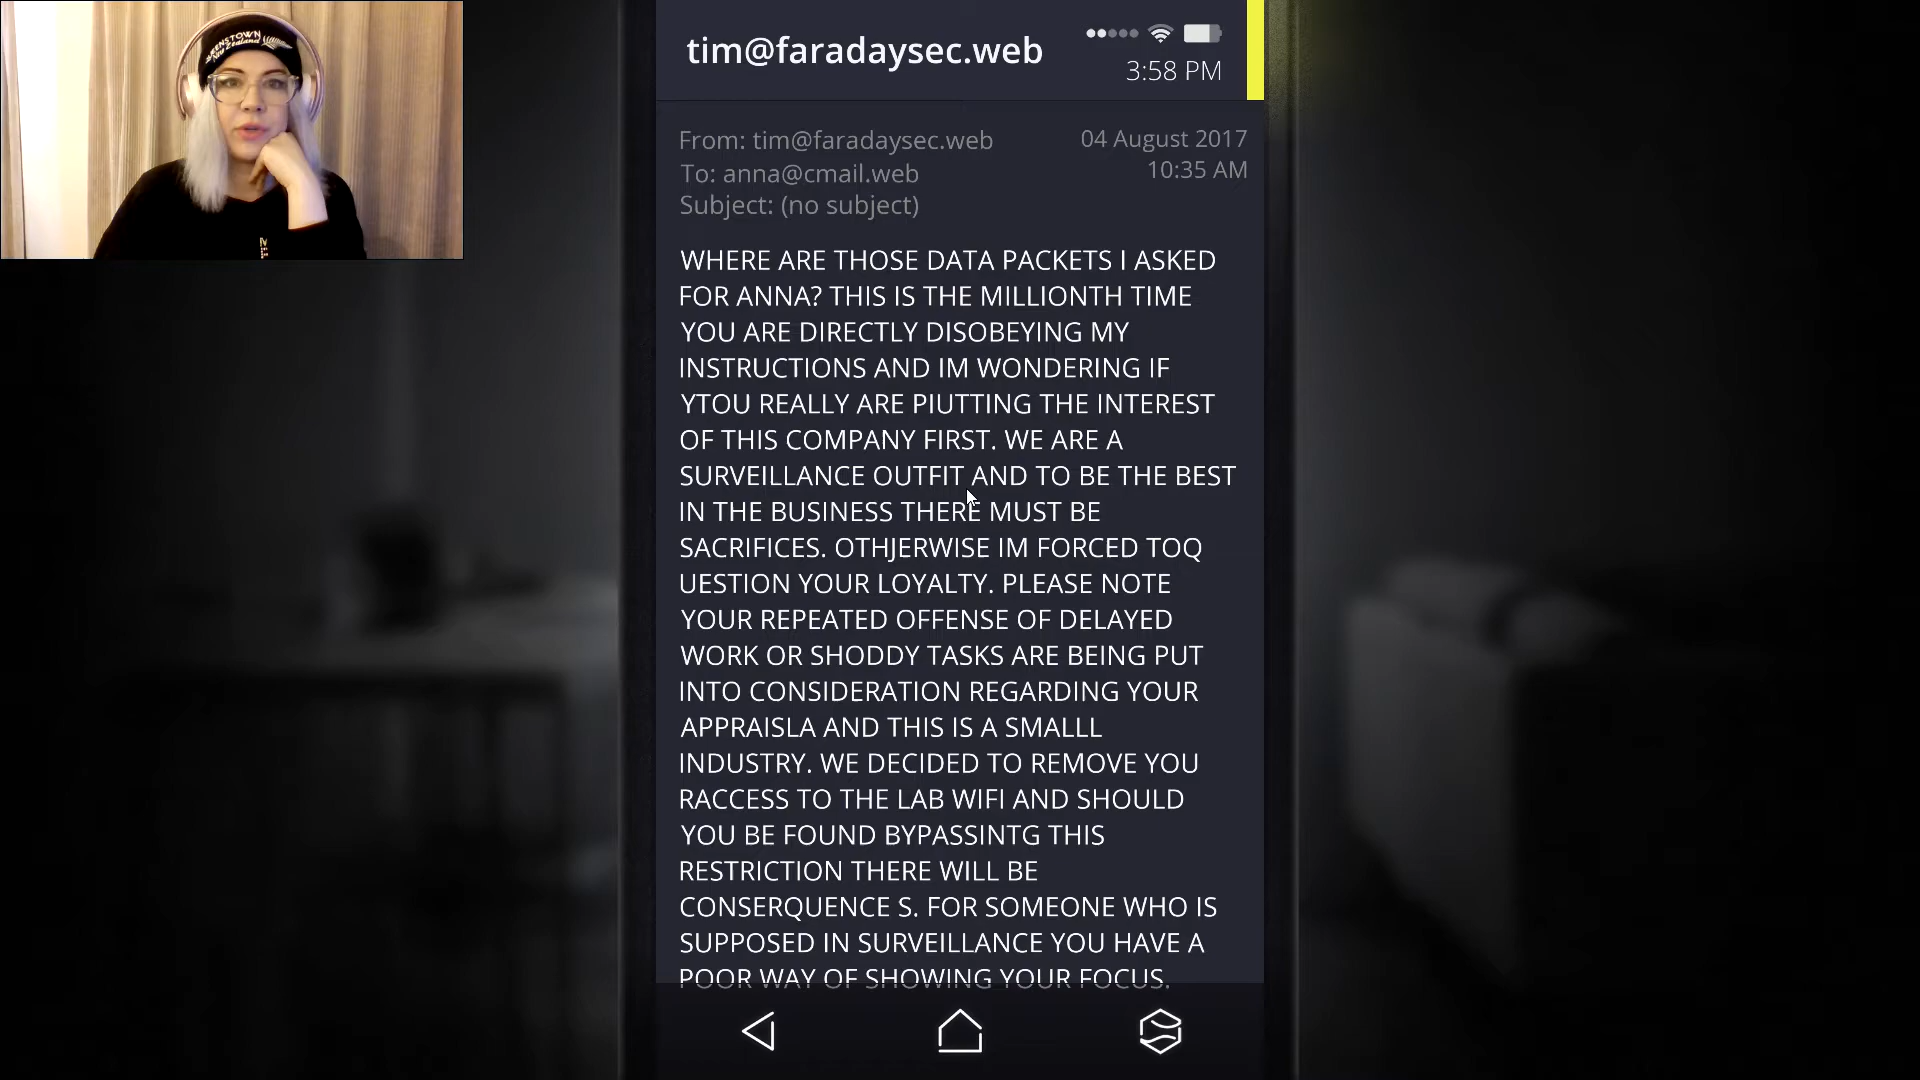 QUEENSTOWN
New Zealand
tim@faradaysec.web
3:58 PM
From: tim@faradaysec.web
04 August 2017
To: anna@cmail.web
10:35 AM
Subject: (no subject)
WHERE ARE THOSE DATA PACKETS I ASKED
FOR ANNA? THIS IS THE MILLIONTH TIME
YOU ARE DIRECTLY DISOBEYING MY
INSTRUCTIONS AND IM WONDERING IF
YTOU REALLY ARE PIUTTING THE INTEREST
OF THIS COMPANY FIRST. WE ARE A
SURVEILLANCE OUTFIT AND TO BE THE BEST
IN THE BUSINESS THERE MUST BE
SACRIFICES. OTHJERWISE IM FORCED TOQ
UESTION YOUR LOYALTY. PLEASE NOTE
YOUR REPEATED OFFENSE OF DELAYED
WORK OR SHODDY TASKS ARE BEING PUT
INTO CONSIDERATION REGARDING YOUR
APPRAISLA AND THIS IS A SMALLL
INDUSTRY. WE DECIDED TO REMOVE YOU
RACCESS TO THE LAB WIFI AND SHOULD
YOU BE FOUND BYPASSINTG THIS
RESTRICTION THERE WILL BE
CONSERQUENCE S. FOR SOMEONE WHO IS
SUPPOSED IN SURVEILLANCE YOU HAVE A
POOR WAY OF SHOWING YOUR FOCUS.